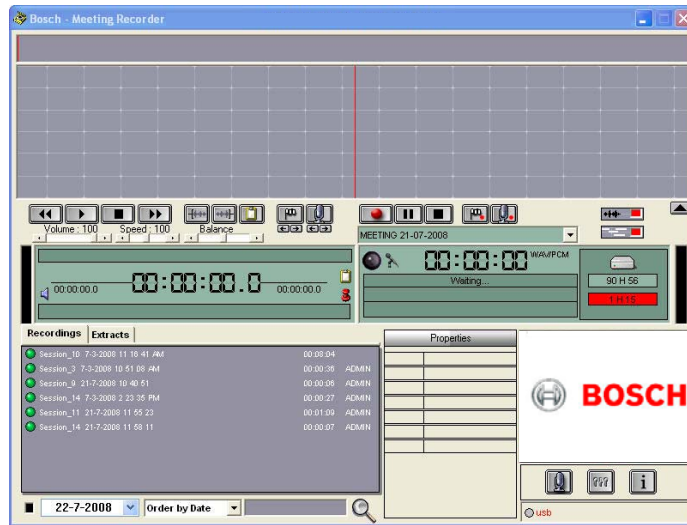 Bosch - Meeting Recorder
Volume : 100 Speed : 100 Balance
MEETING 21-07-2008
00:00:00.0 00:00:00.0 00:00:00.0
00:00:00 WAV/PCM
Waiting...
90 H 56
1 H 15
Recordings Extracts
Session_10 7-3-2008 11 16 41 AM 00:08:04
Session_3 7-3-2008 10 51 08 AM 00:00:36 ADMIN
Session_9 21-7-2008 10 40 51 00:00:06 ADMIN
Session_14 7-3-2008 2 23 35 PM 00:00:27 ADMIN
Session_11 21-7-2008 11 55 23 00:01:09 ADMIN
Session_14 21-7-2008 11 58 11 00:00:07 ADMIN
Properties
BOSCH
???
i
usb
22-7-2008 Order by Date